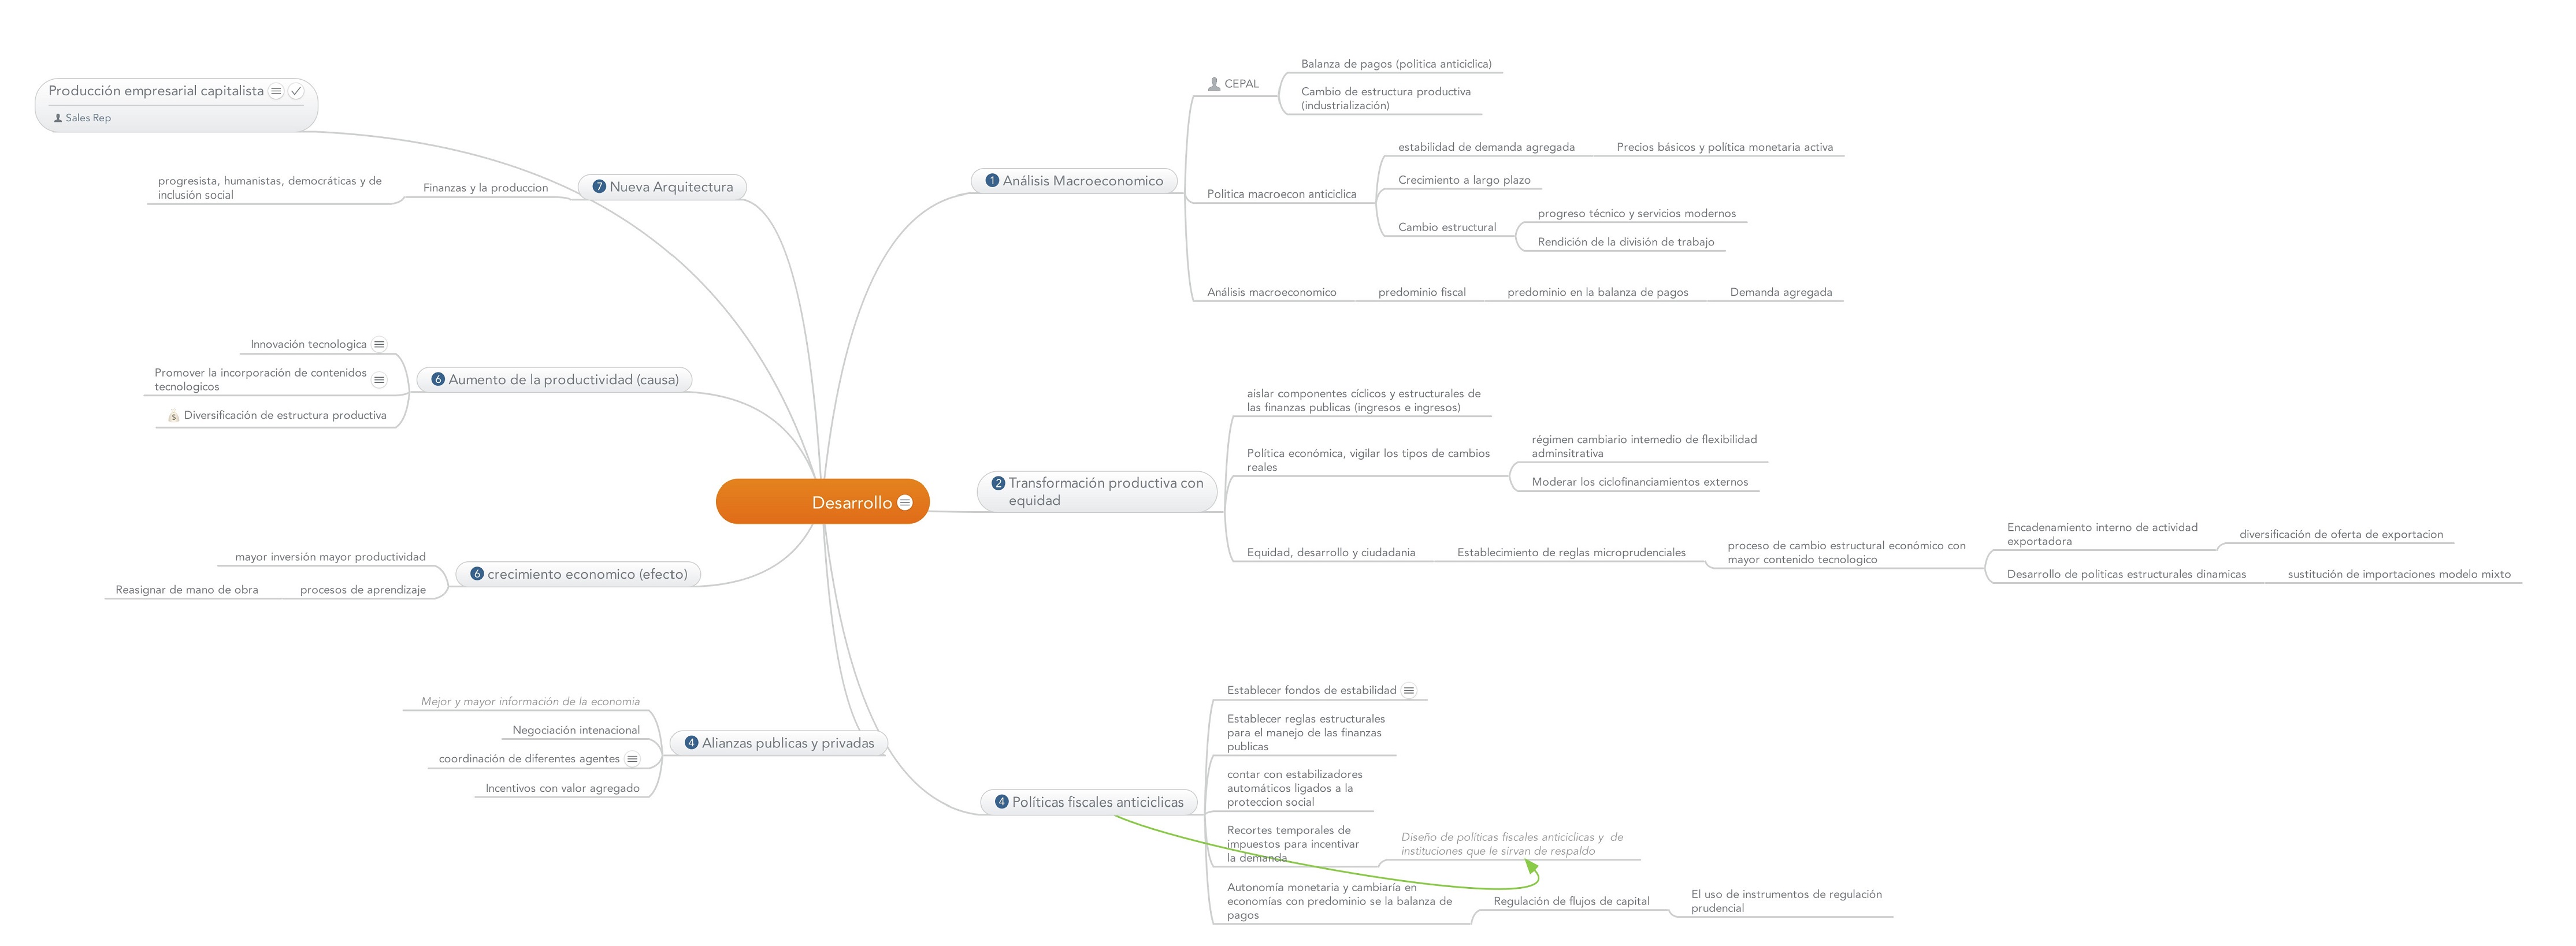 Desarrollo
1 Análisis Macroeconomico
CEPAL
Balanza de pagos (politica anticiclica)
Cambio de estructura productiva
(industrialización)
Politica macroecon anticiclica
estabilidad de demanda agregada
Precios básicos y política monetaria activa
Crecimiento a largo plazo
Cambio estructural
progreso técnico y servicios modernos
Rendición de la división de trabajo
Análisis macroeconomico
predominio fiscal
predominio en la balanza de pagos
Demanda agregada
2 Transformación productiva con
equidad
aislar componentes cíclicos y estructurales de
las finanzas publicas (ingresos e ingresos)
Política económica, vigilar los tipos de cambios
reales
régimen cambiario intemedio de flexibilidad
adminsitrativa
Moderar los ciclofinanciamientos externos
Equidad, desarrollo y ciudadania
Establecimiento de reglas microprudenciales
proceso de cambio estructural económico con
mayor contenido tecnologico
Encadenamiento interno de actividad
exportadora
diversificación de oferta de exportacion
Desarrollo de politicas estructurales dinamicas
sustitución de importaciones modelo mixto
4 Políticas fiscales anticiclicas
Establecer fondos de estabilidad
Establecer reglas estructurales
para el manejo de las finanzas
publicas
contar con estabilizadores
automáticos ligados a la
proteccion social
Recortes temporales de
impuestos para incentivar
la demanda
Diseño de políticas fiscales anticiclicas y  de
instituciones que le sirvan de respaldo
Autonomía monetaria y cambiaría en
economías con predominio se la balanza de
pagos
Regulación de flujos de capital
El uso de instrumentos de regulación
prudencial
4 Alianzas publicas y privadas
Mejor y mayor información de la economia
Negociación intenacional
coordinación de diferentes agentes
Incentivos con valor agregado
6 crecimiento economico (efecto)
mayor inversión mayor productividad
procesos de aprendizaje
Reasignar de mano de obra
6 Aumento de la productividad (causa)
Innovación tecnologica
Promover la incorporación de contenidos
tecnologicos
Diversificación de estructura productiva
7 Nueva Arquitectura
Finanzas y la produccion
progresista, humanistas, democráticas y de
inclusión social
Producción empresarial capitalista
Sales Rep